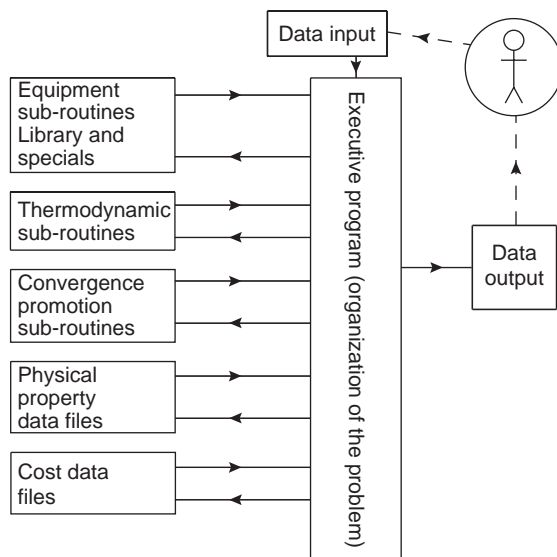 Data input
Equipment
sub-routines
Library and
specials
Thermodynamic
sub-routines
Convergence
promotion
sub-routines
Physical
property
data files
Cost data
files
Executive program (organization of the problem)
Data
output